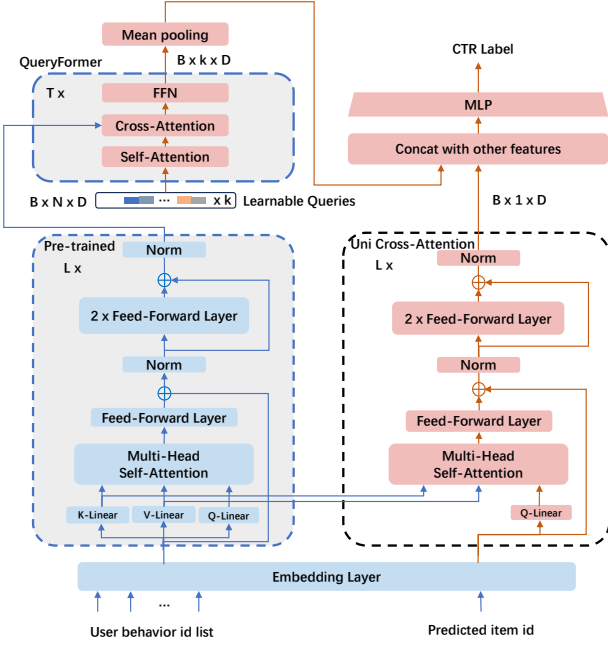 Mean pooling
B x k x D
QueryFormer
T x
FFN
Cross-Attention
Self-Attention
B x N x D
... x k
Learnable Queries
CTR Label
MLP
Concat with other features
B x 1 x D
Pre-trained
L x
Norm
2 x Feed-Forward Layer
Norm
Feed-Forward Layer
Multi-Head
Self-Attention
K-Linear
V-Linear
Q-Linear
Uni Cross-Attention
L x
Norm
2 x Feed-Forward Layer
Norm
Feed-Forward Layer
Multi-Head
Self-Attention
Q-Linear
Embedding Layer
...
User behavior id list
Predicted item id